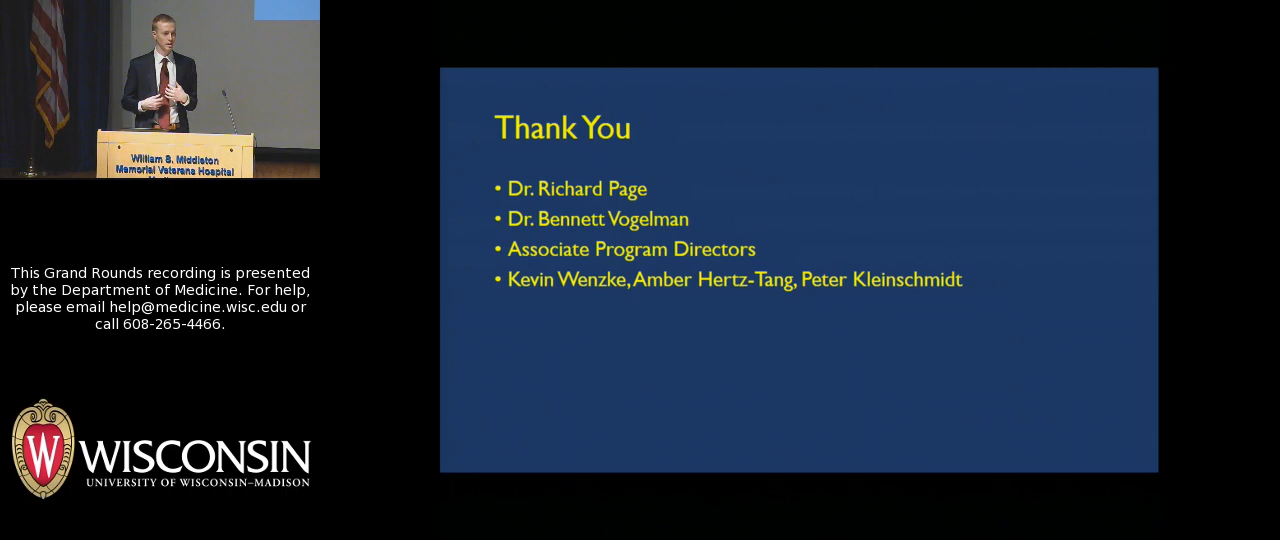 William S. Middleton
Memorial Veterans Hospital
This Grand Rounds recording is presented
by the Department of Medicine. For help,
please email help@medicine.wisc.edu or
call 608-265-4466.
W
WISCONSIN
UNIVERSITY OF WISCONSIN–MADISON
Thank You
• Dr. Richard Page
• Dr. Bennett Vogelman
• Associate Program Directors
• Kevin Wenzke, Amber Hertz-Tang, Peter Kleinschmidt